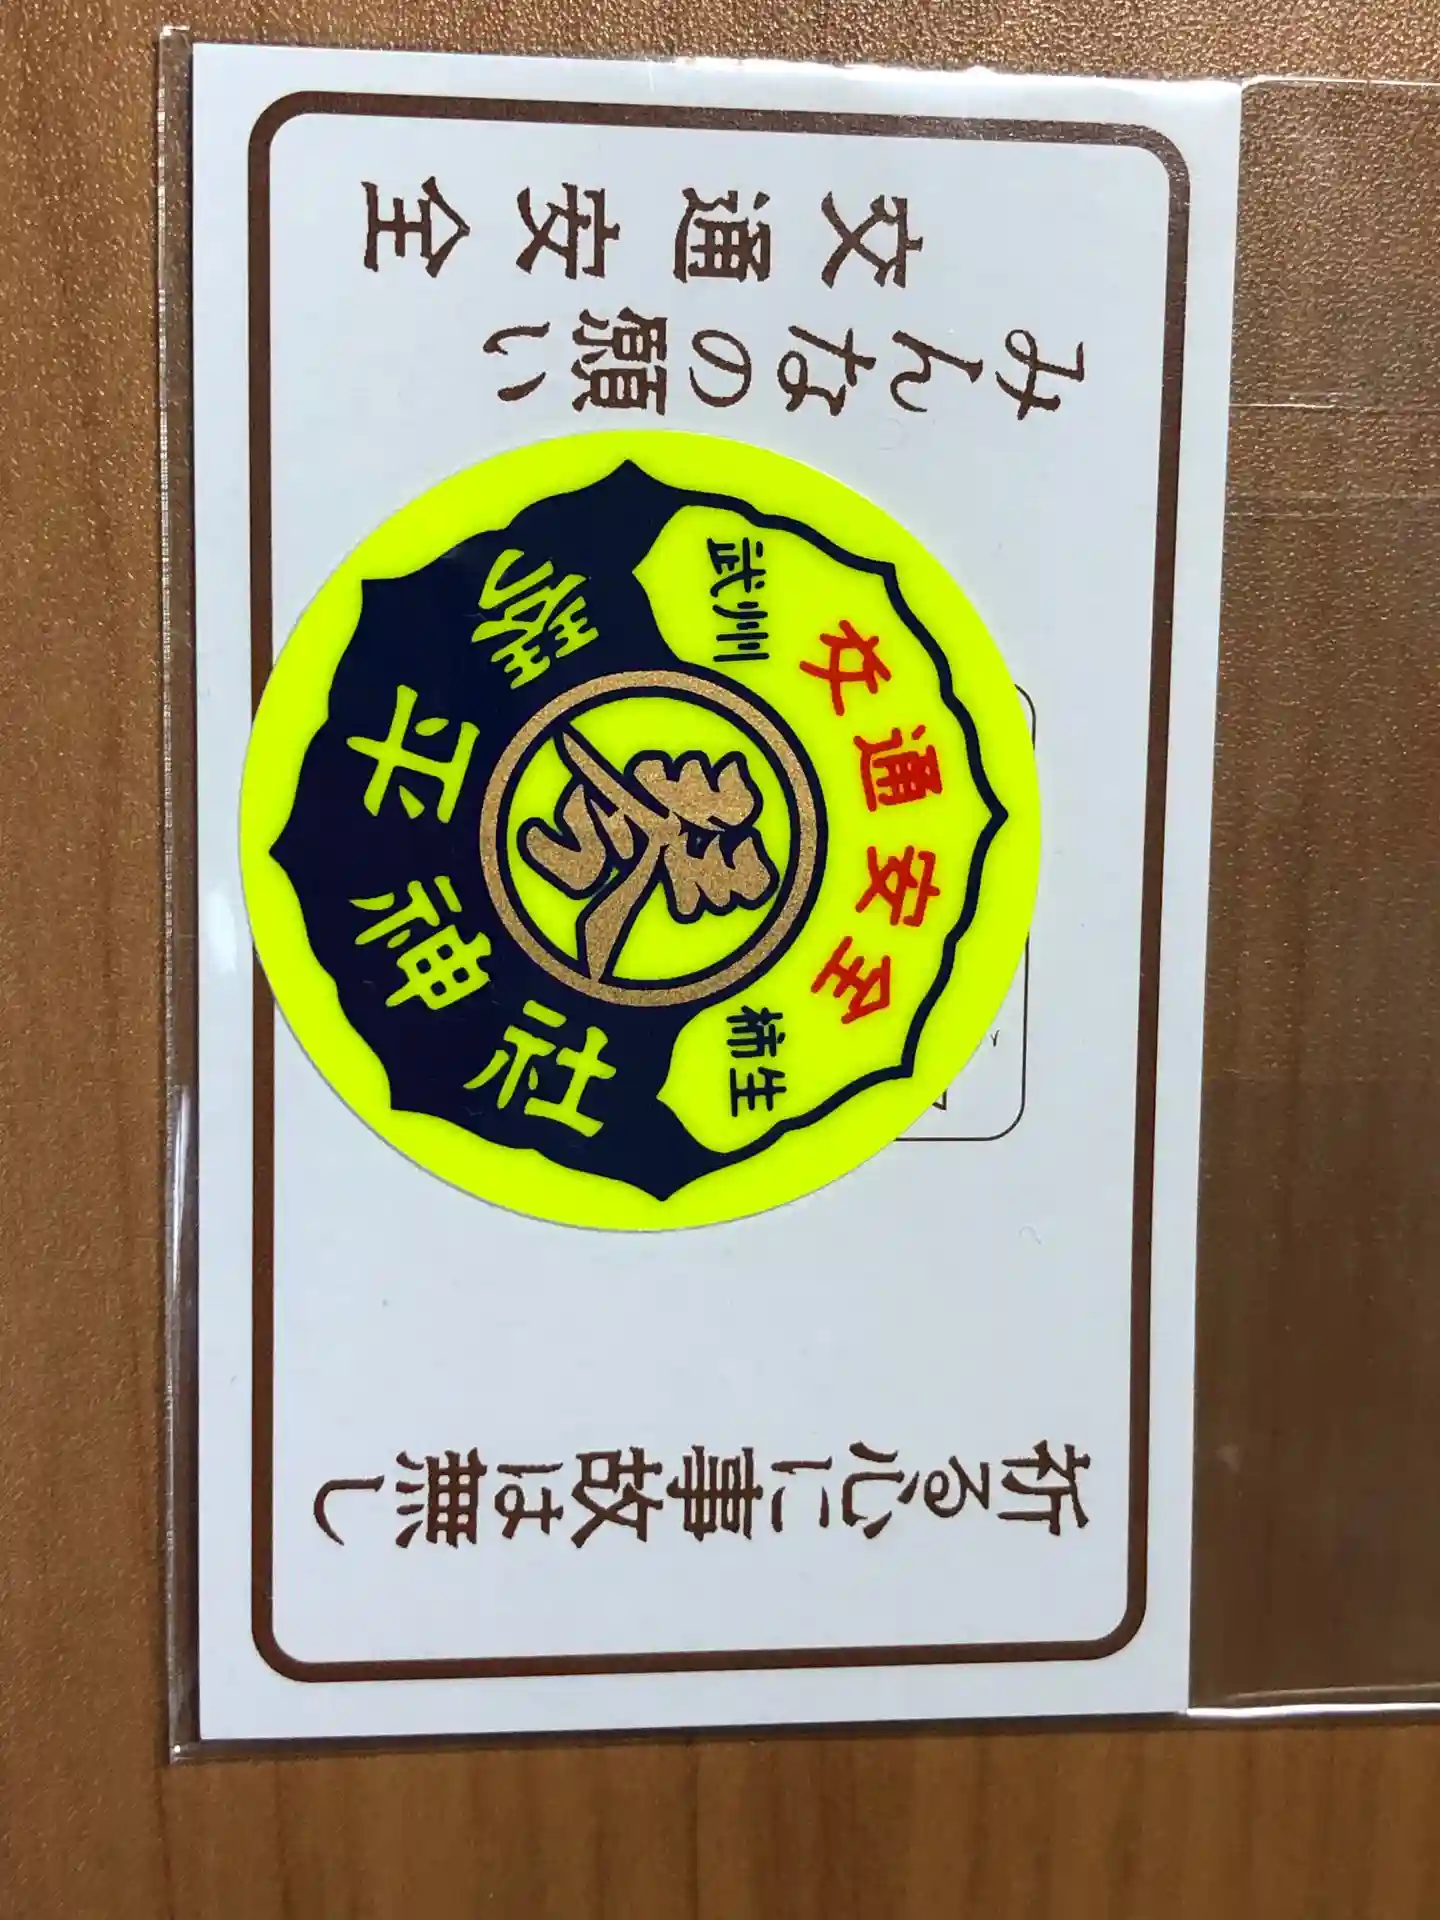 祈る心に事故は無し
交通安全
武州
柿生
琴
琴平神社
みんなの願い
交通安全